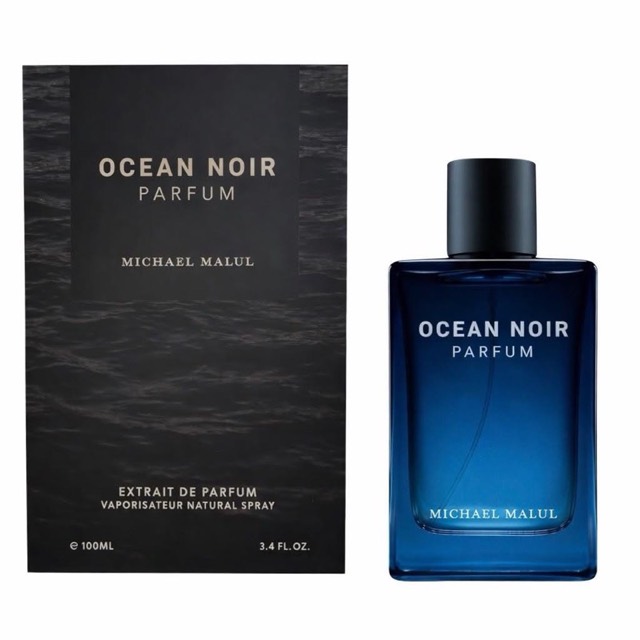 OCEAN NOIR
PARFUM
MICHAEL MALUL
EXTRAIT DE PARFUM
VAPORISATEUR NATURAL SPRAY
℮ 100ML 3.4 FL.OZ.
OCEAN NOIR
PARFUM
MICHAEL MALUL